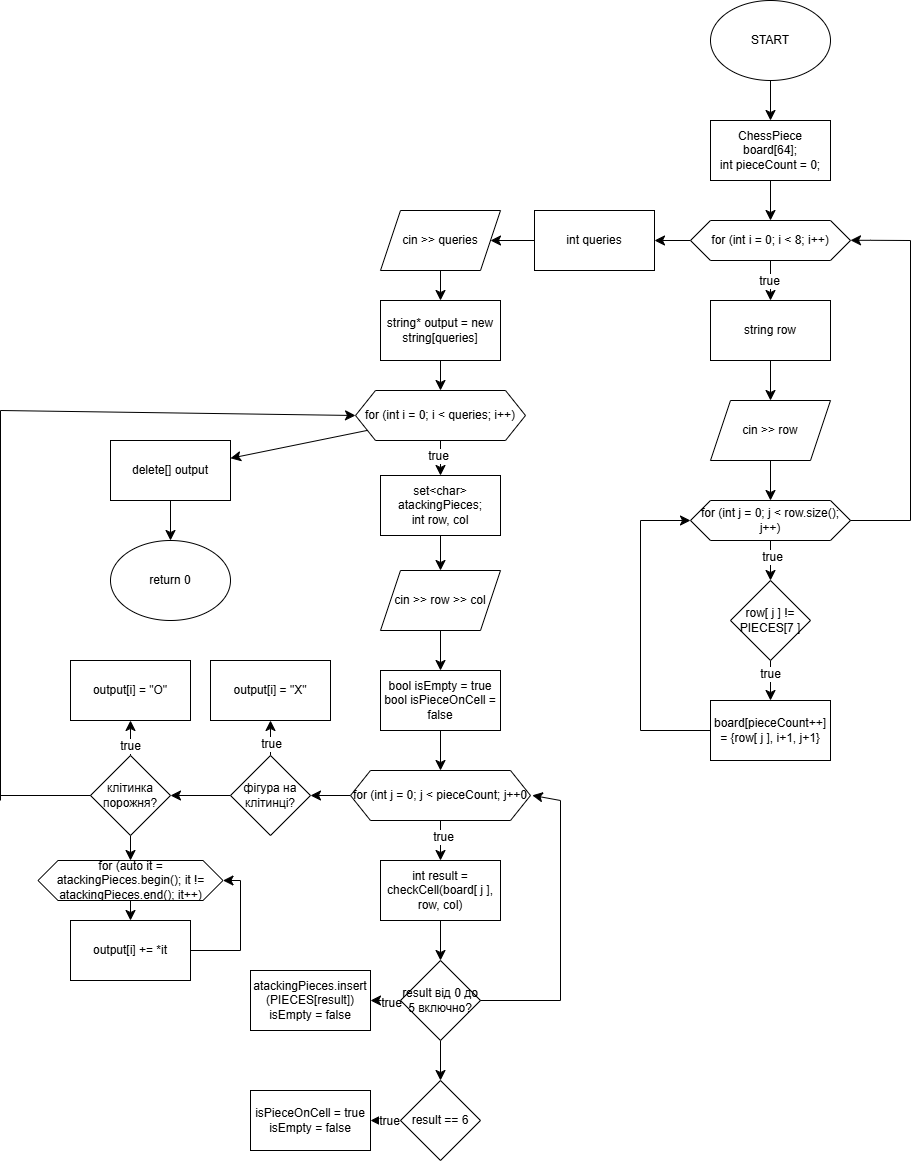 START
ChessPiece
board[64];
int pieceCount = 0;
for (int i = 0; i < 8; i++)
true
int queries
cin >> queries
string row
cin >> row
for (int j = 0; j < row.size();
j++)
true
row[ j ] !=
PIECES[7 ]
true
board[pieceCount++]
= {row[ j ], i+1, j+1}
string* output = new
string[queries]
for (int i = 0; i < queries; i++)
true
delete[] output
return 0
set<char>
atackingPieces;
int row, col
cin >> row >> col
bool isEmpty = true
bool isPieceOnCell =
false
for (int j = 0; j < pieceCount; j++0
true
фігура на
клітинці?
true
output[i] = "X"
клітинка
порожня?
true
output[i] = "O"
for (auto it =
atackingPieces.begin(); it !=
atackingPieces.end(); it++)
output[i] += *it
int result =
checkCell(board[ j ],
row, col)
result від 0 до
5 включно?
true
atackingPieces.insert
(PIECES[result])
isEmpty = false
result == 6
true
isPieceOnCell = true
isEmpty = false